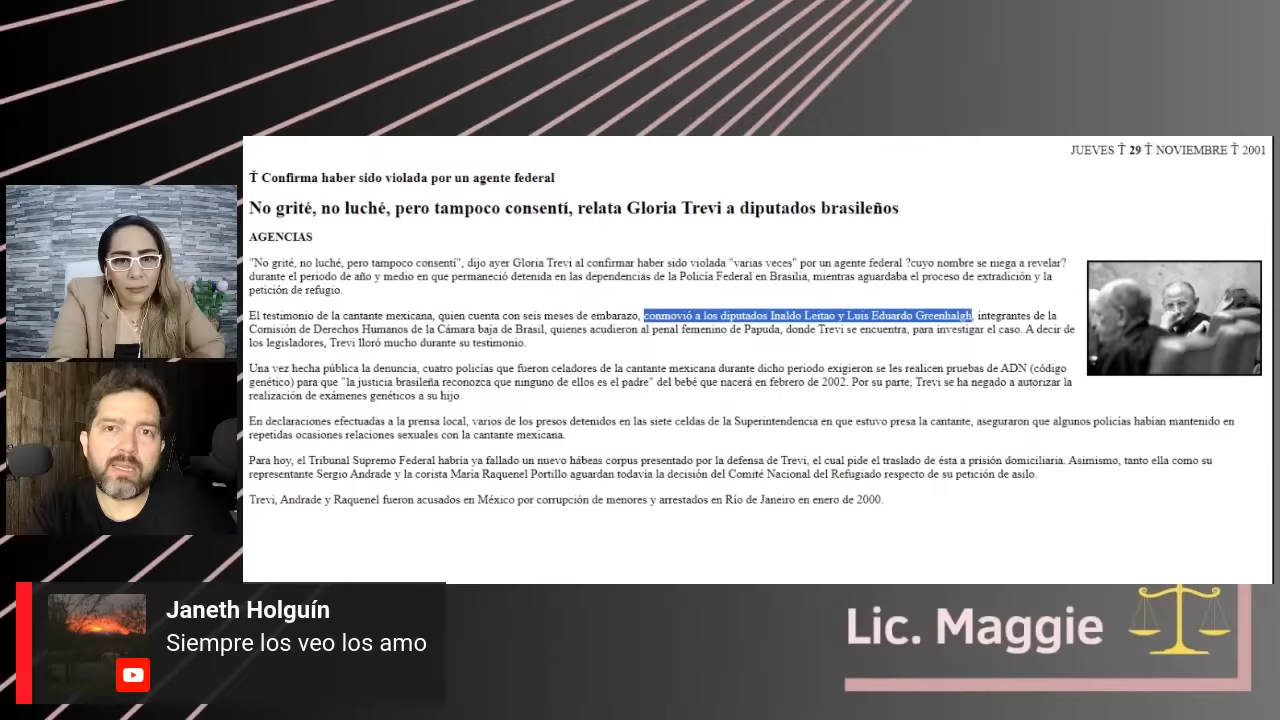 JUEVES Ť 29 Ť NOVIEMBRE Ť 2001
Ť Confirma haber sido violada por un agente federal
No grité, no luché, pero tampoco consentí, relata Gloria Trevi a diputados brasileños
AGENCIAS
"No grité, no luché, pero tampoco consentí", dijo ayer Gloria Trevi al confirmar haber sido violada "varias veces" por un agente federal ?cuyo nombre se niega a revelar?
durante el periodo de año y medio en que permaneció detenida en las dependencias de la Policía Federal en Brasilia, mientras aguardaba el proceso de extradición y la
petición de refugio.
El testimonio de la cantante mexicana, quien cuenta con seis meses de embarazo, conmovió a los diputados Inaldo Leitao y Luis Eduardo Greenhalgh, integrantes de la
Comisión de Derechos Humanos de la Cámara baja de Brasil, quienes acudieron al penal femenino de Papuda, donde Trevi se encuentra, para investigar el caso. A decir de
los legisladores, Trevi lloró mucho durante su testimonio.
Una vez hecha pública la denuncia, cuatro policías que fueron celadores de la cantante mexicana durante dicho periodo exigieron se les realicen pruebas de ADN (código
genético) para que "la justicia brasileña reconozca que ninguno de ellos es el padre" del bebé que nacerá en febrero de 2002. Por su parte, Trevi se ha negado a autorizar la
realización de exámenes genéticos a su hijo.
En declaraciones efectuadas a la prensa local, varios de los presos detenidos en las siete celdas de la Superintendencia en que estuvo presa la cantante, aseguraron que algunos policías habían mantenido en
repetidas ocasiones relaciones sexuales con la cantante mexicana.
Para hoy, el Tribunal Supremo Federal habría ya fallado un nuevo hábeas corpus presentado por la defensa de Trevi, el cual pide el traslado de ésta a prisión domiciliaria. Asimismo, tanto ella como su
representante Sergio Andrade y la corista María Raquenel Portillo aguardan todavía la decisión del Comité Nacional del Refugiado respecto de su petición de asilo.
Trevi, Andrade y Raquenel fueron acusados en México por corrupción de menores y arrestados en Río de Janeiro en enero de 2000.
Janeth Holguín
Siempre los veo los amo
Lic. Maggie